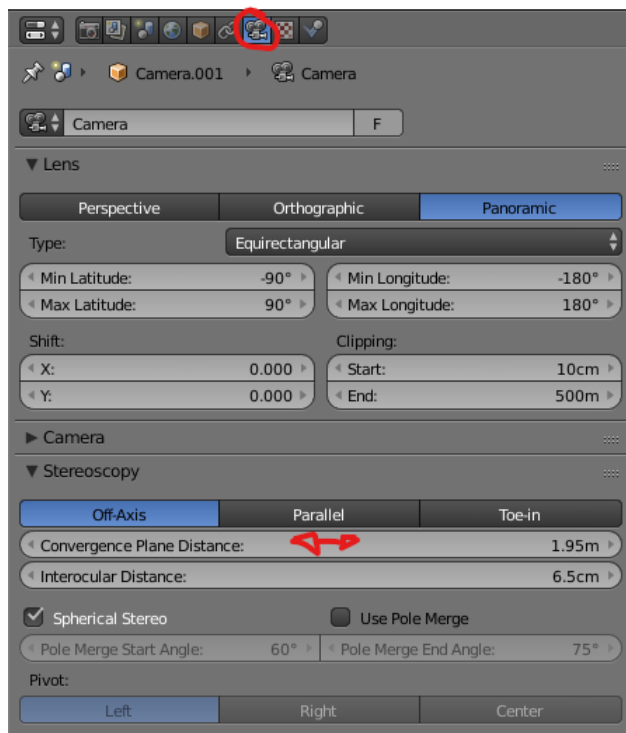 Camera.001 Camera
Camera F
Lens
Perspective Orthographic Panoramic
Type: Equirectangular
Min Latitude: -90° Min Longitude: -180°
Max Latitude: 90° Max Longitude: 180°
Shift: Clipping:
X: 0.000 Start: 10cm
Y: 0.000 End: 500m
Camera
Stereoscopy
Off-Axis Parallel Toe-in
Convergence Plane Distance: 1.95m
Interocular Distance: 6.5cm
Spherical Stereo Use Pole Merge
Pole Merge Start Angle: 60° Pole Merge End Angle: 75°
Pivot:
Left Right Center